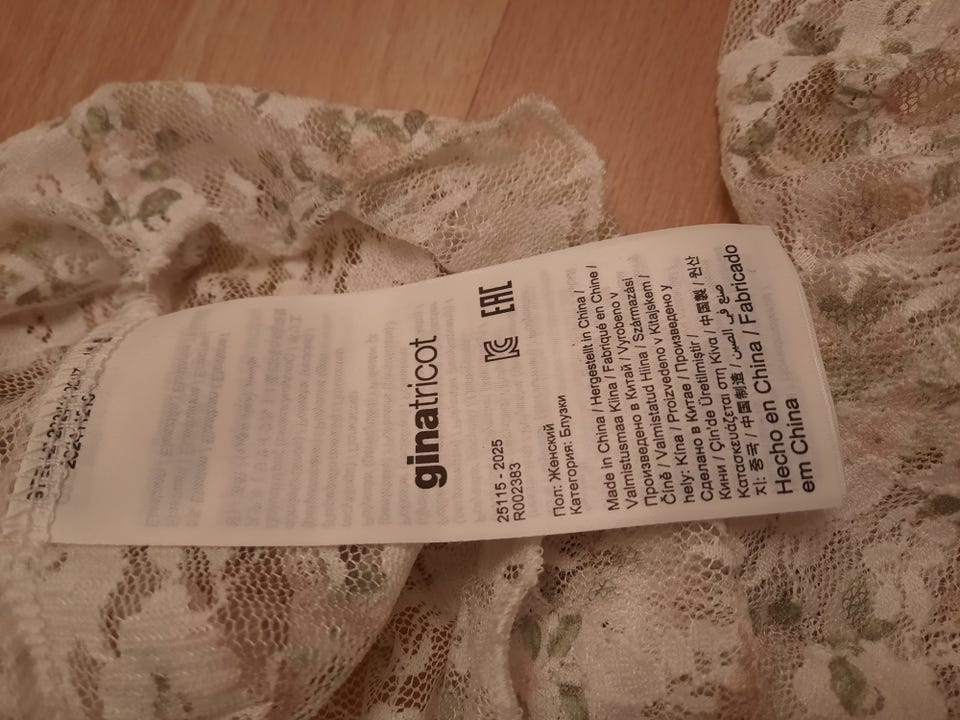 ginatricot
EAC
25115 - 2025
R002383
Пол: Женский
Категория: Блузки
Made in China / Hergestellt in China /
Valmistusmaa Kiina / Fabriqué en Chine /
Произведено в Китай / Vyrobeno v
Číně / Valmistatud Hiina / Származási
hely: Kína / Proizvedeno v Kitajskem /
Сделано в Китае / Произведено у
Кини / Çin'de Üretilmiştir /
Κατασκευάζεται στη Κίνα / 中国製 / 원산
지: 중국 / 中国制造 / صنع في الصين /
Hecho en China / Fabricado
em China